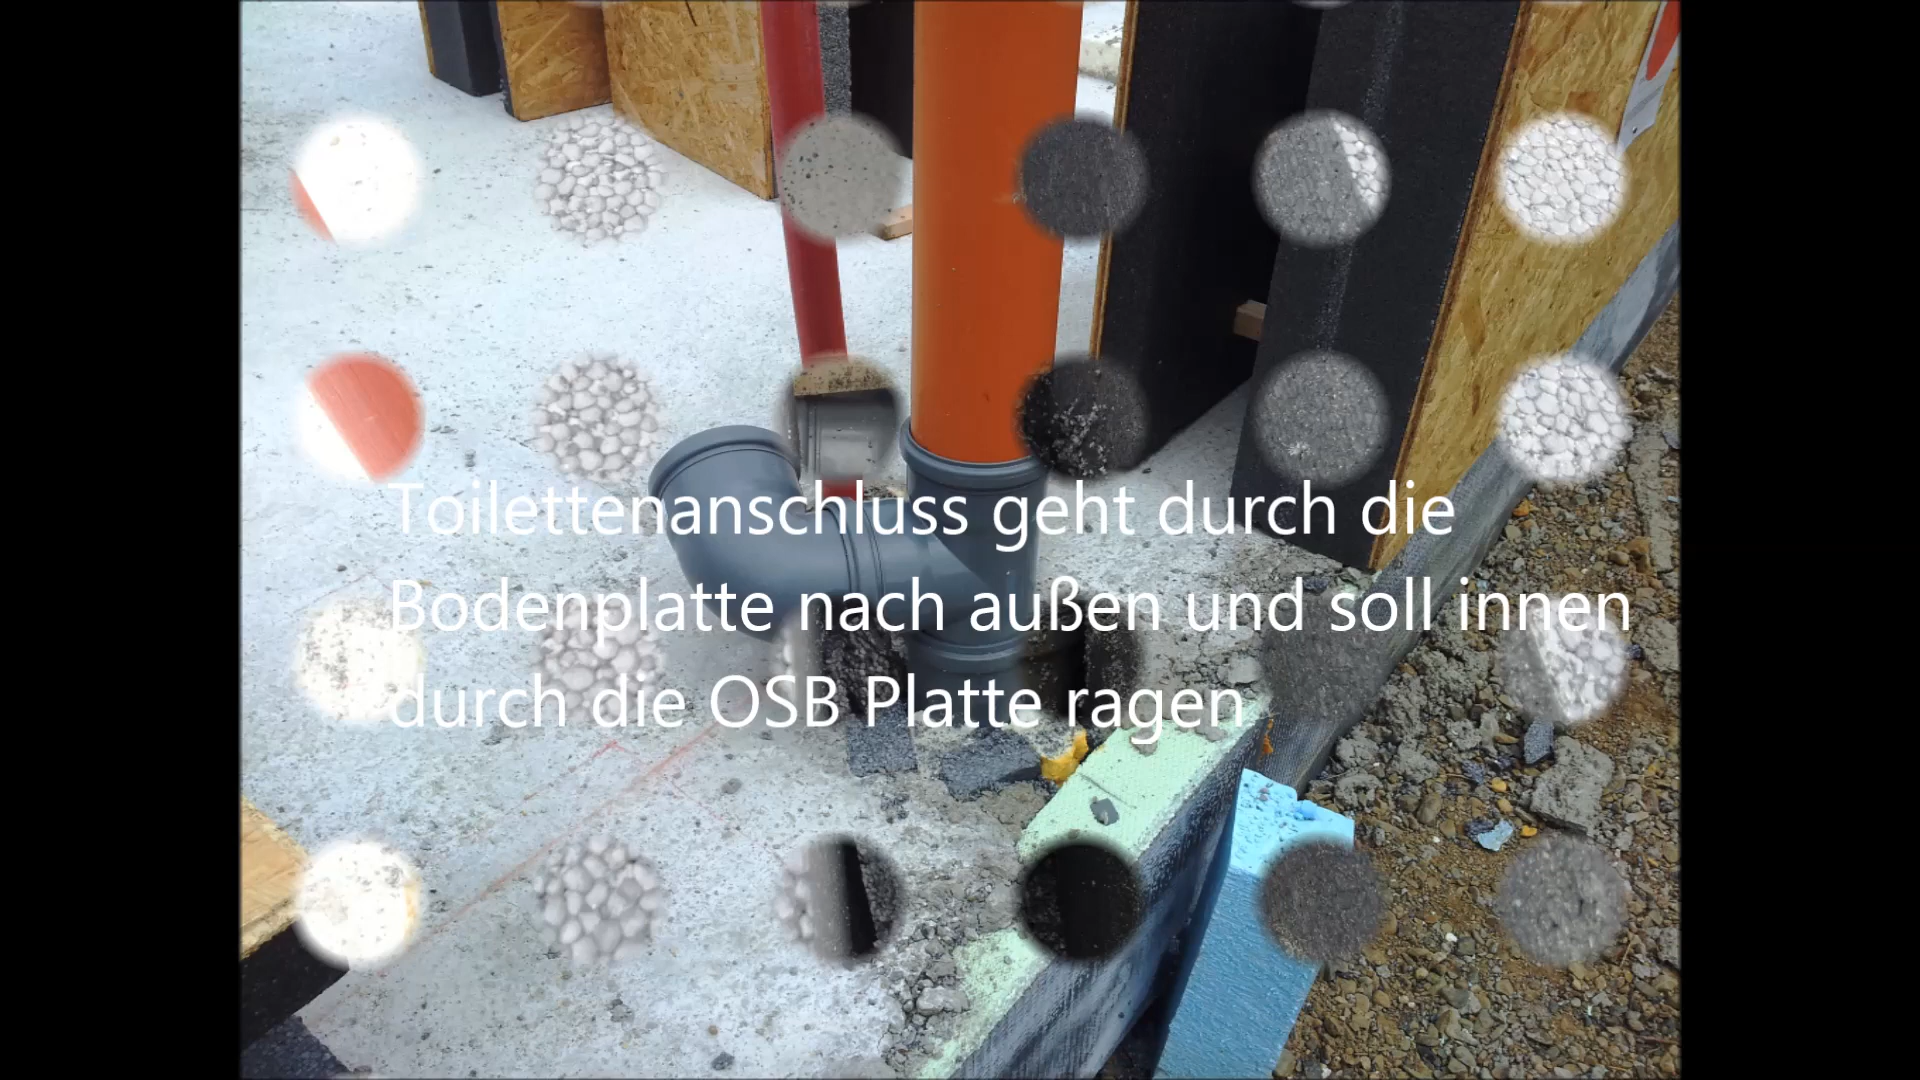 Toilettenanschluss geht durch die
Bodenplatte nach außen und soll innen
durch die OSB Platte ragen